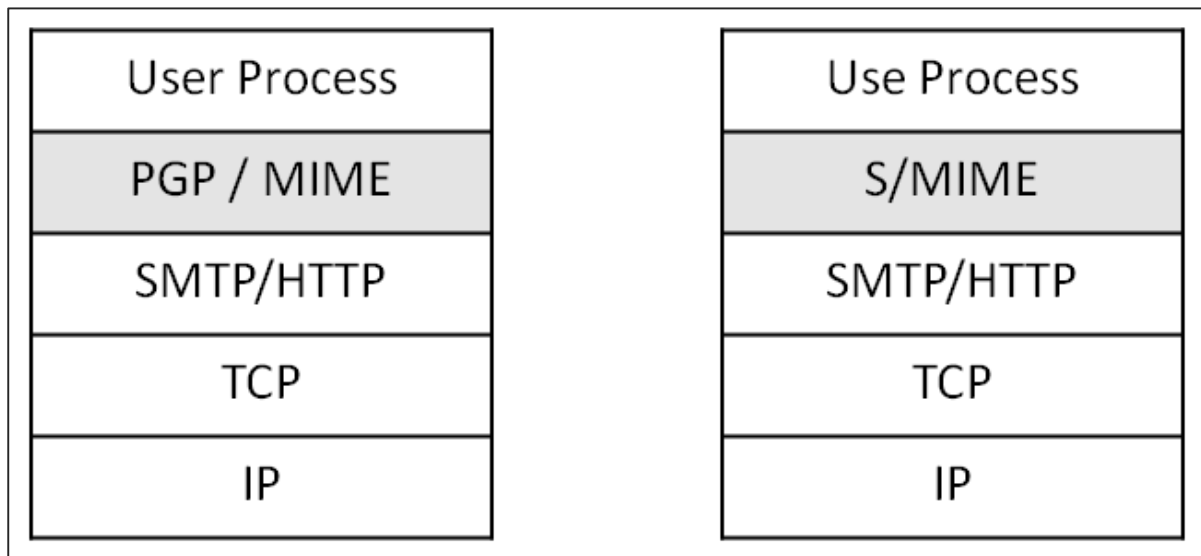 User Process
PGP / MIME
SMTP/HTTP
TCP
IP
Use Process
S/MIME
SMTP/HTTP
TCP
IP